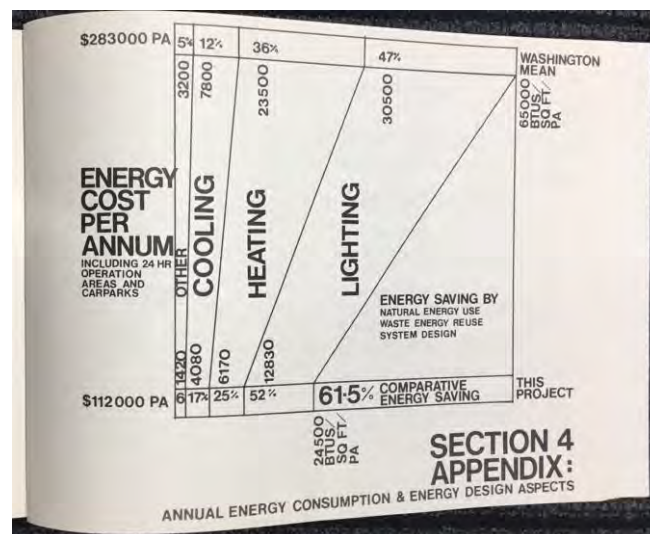 $283000 PA 5% 12% 36% 47% WASHINGTON
MEAN
3200
7800
23500
30500
65000
BTUS/
SQ FT/
PA
ENERGY
COST
PER
ANNUM
INCLUDING 24 HR
OPERATION
AREAS AND
CARPARKS
OTHER
COOLING
HEATING
LIGHTING
ENERGY SAVING BY
NATURAL ENERGY USE
WASTE ENERGY REUSE
SYSTEM DESIGN
1420
4080
6170
12830
$112000 PA 6 17% 25% 52% 61·5% COMPARATIVE
ENERGY SAVING
THIS
PROJECT
24500
BTUS/
SQ FT/
PA
SECTION 4
APPENDIX:
ANNUAL ENERGY CONSUMPTION & ENERGY DESIGN ASPECTS